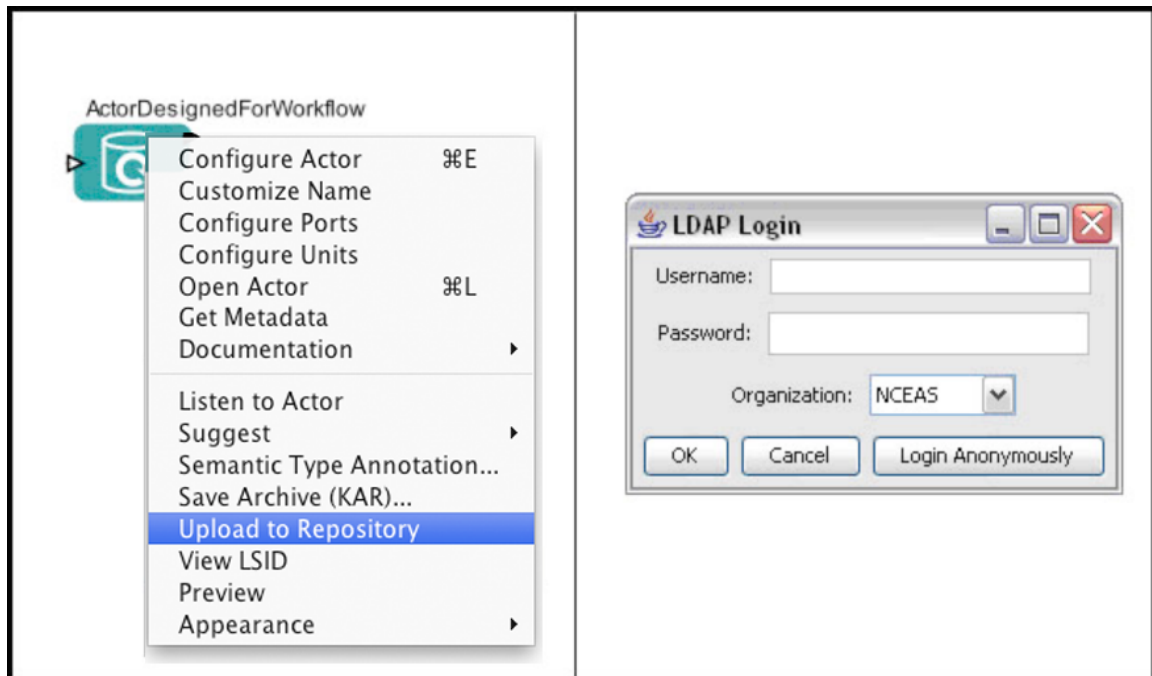 ActorDesignedForWorkflow
Configure Actor ⌘E
Customize Name
Configure Ports
Configure Units
Open Actor ⌘L
Get Metadata
Documentation
Listen to Actor
Suggest
Semantic Type Annotation...
Save Archive (KAR)...
Upload to Repository
View LSID
Preview
Appearance
LDAP Login
Username:
Password:
Organization: NCEAS
OK Cancel Login Anonymously